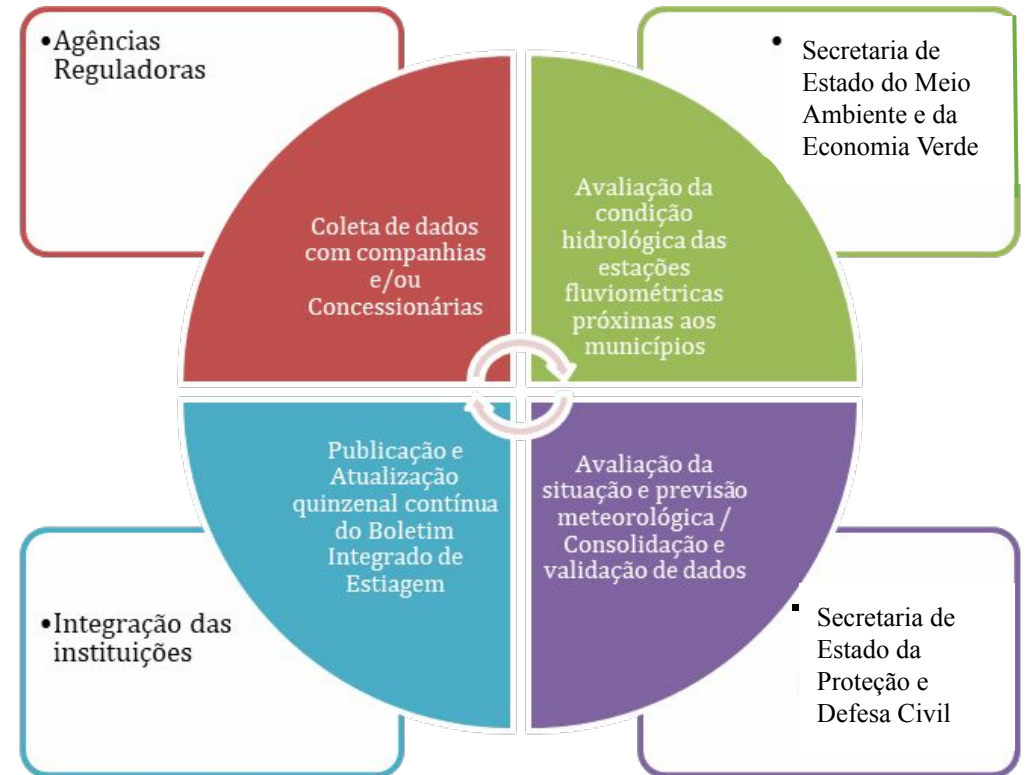 •Agências
Reguladoras
• Secretaria de
Estado do Meio
Ambiente e da
Economia Verde
Coleta de dados
com companhias
e/ou
Concessionárias
Avaliação da
condição
hidrológica das
estações
fluviométricas
próximas aos
municípios
Publicação e
Atualização
quinzenal contínua
do Boletim
Integrado de
Estiagem
Avaliação da
situação e previsão
meteorológica /
Consolidação e
validação de dados
•Integração das
instituições
▪ Secretaria de
Estado da
Proteção e
Defesa Civil